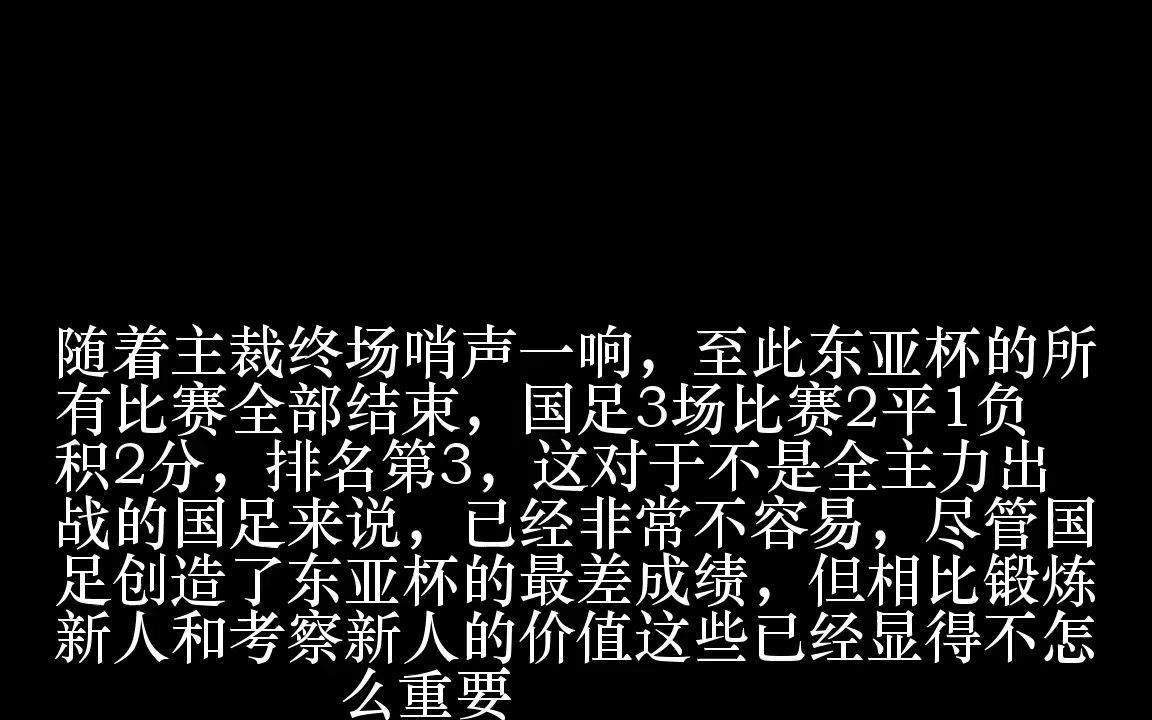 随着主裁终场哨声一响，至此东亚杯的所
有比赛全部结束，国足3场比赛2平1负
积2分，排名第3，这对于不是全主力出
战的国足来说，已经非常不容易，尽管国
足创造了东亚杯的最差成绩，但相比锻炼
新人和考察新人的价值这些已经显得不怎
么重要